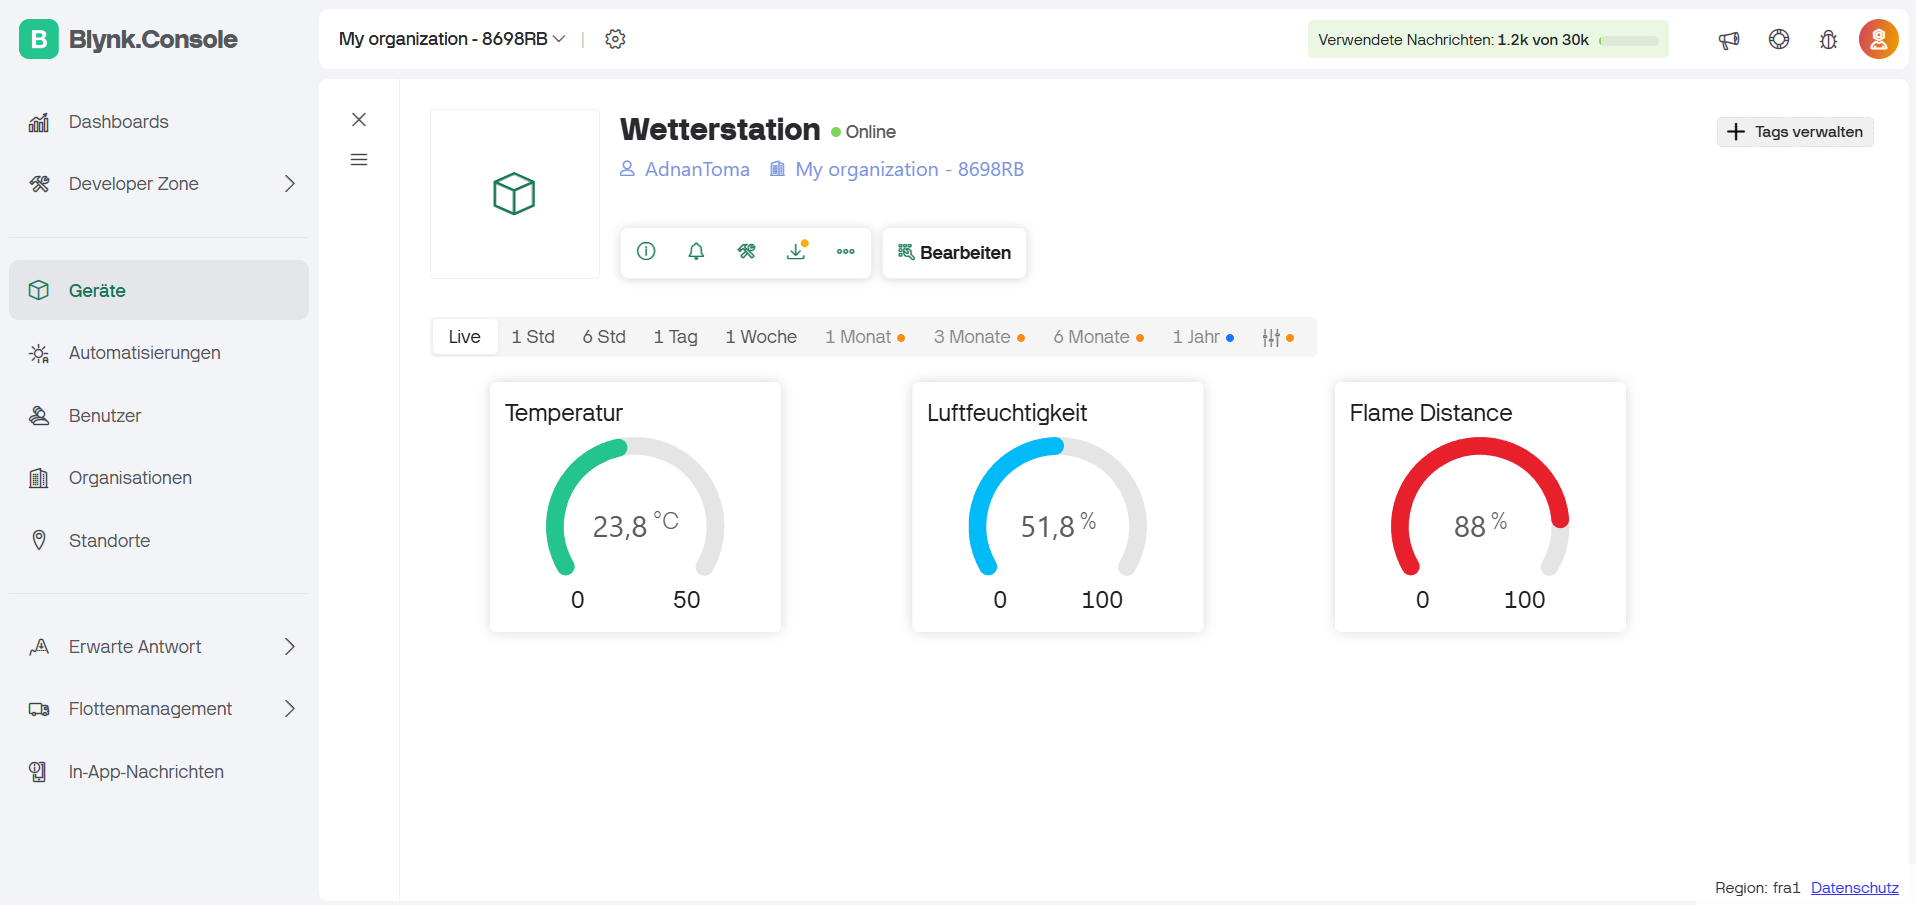 B Blynk.Console
My organization - 8698RB
Verwendete Nachrichten: 1.2k von 30k
Dashboards
Developer Zone
Geräte
Automatisierungen
Benutzer
Organisationen
Standorte
Erwarte Antwort
Flottenmanagement
In-App-Nachrichten
Wetterstation Online
AdnanToma My organization - 8698RB
Tags verwalten
Bearbeiten
Live 1 Std 6 Std 1 Tag 1 Woche 1 Monat 3 Monate 6 Monate 1 Jahr
Temperatur
23,8 °C
0 50
Luftfeuchtigkeit
51,8 %
0 100
Flame Distance
88 %
0 100
Region: fra1 Datenschutz